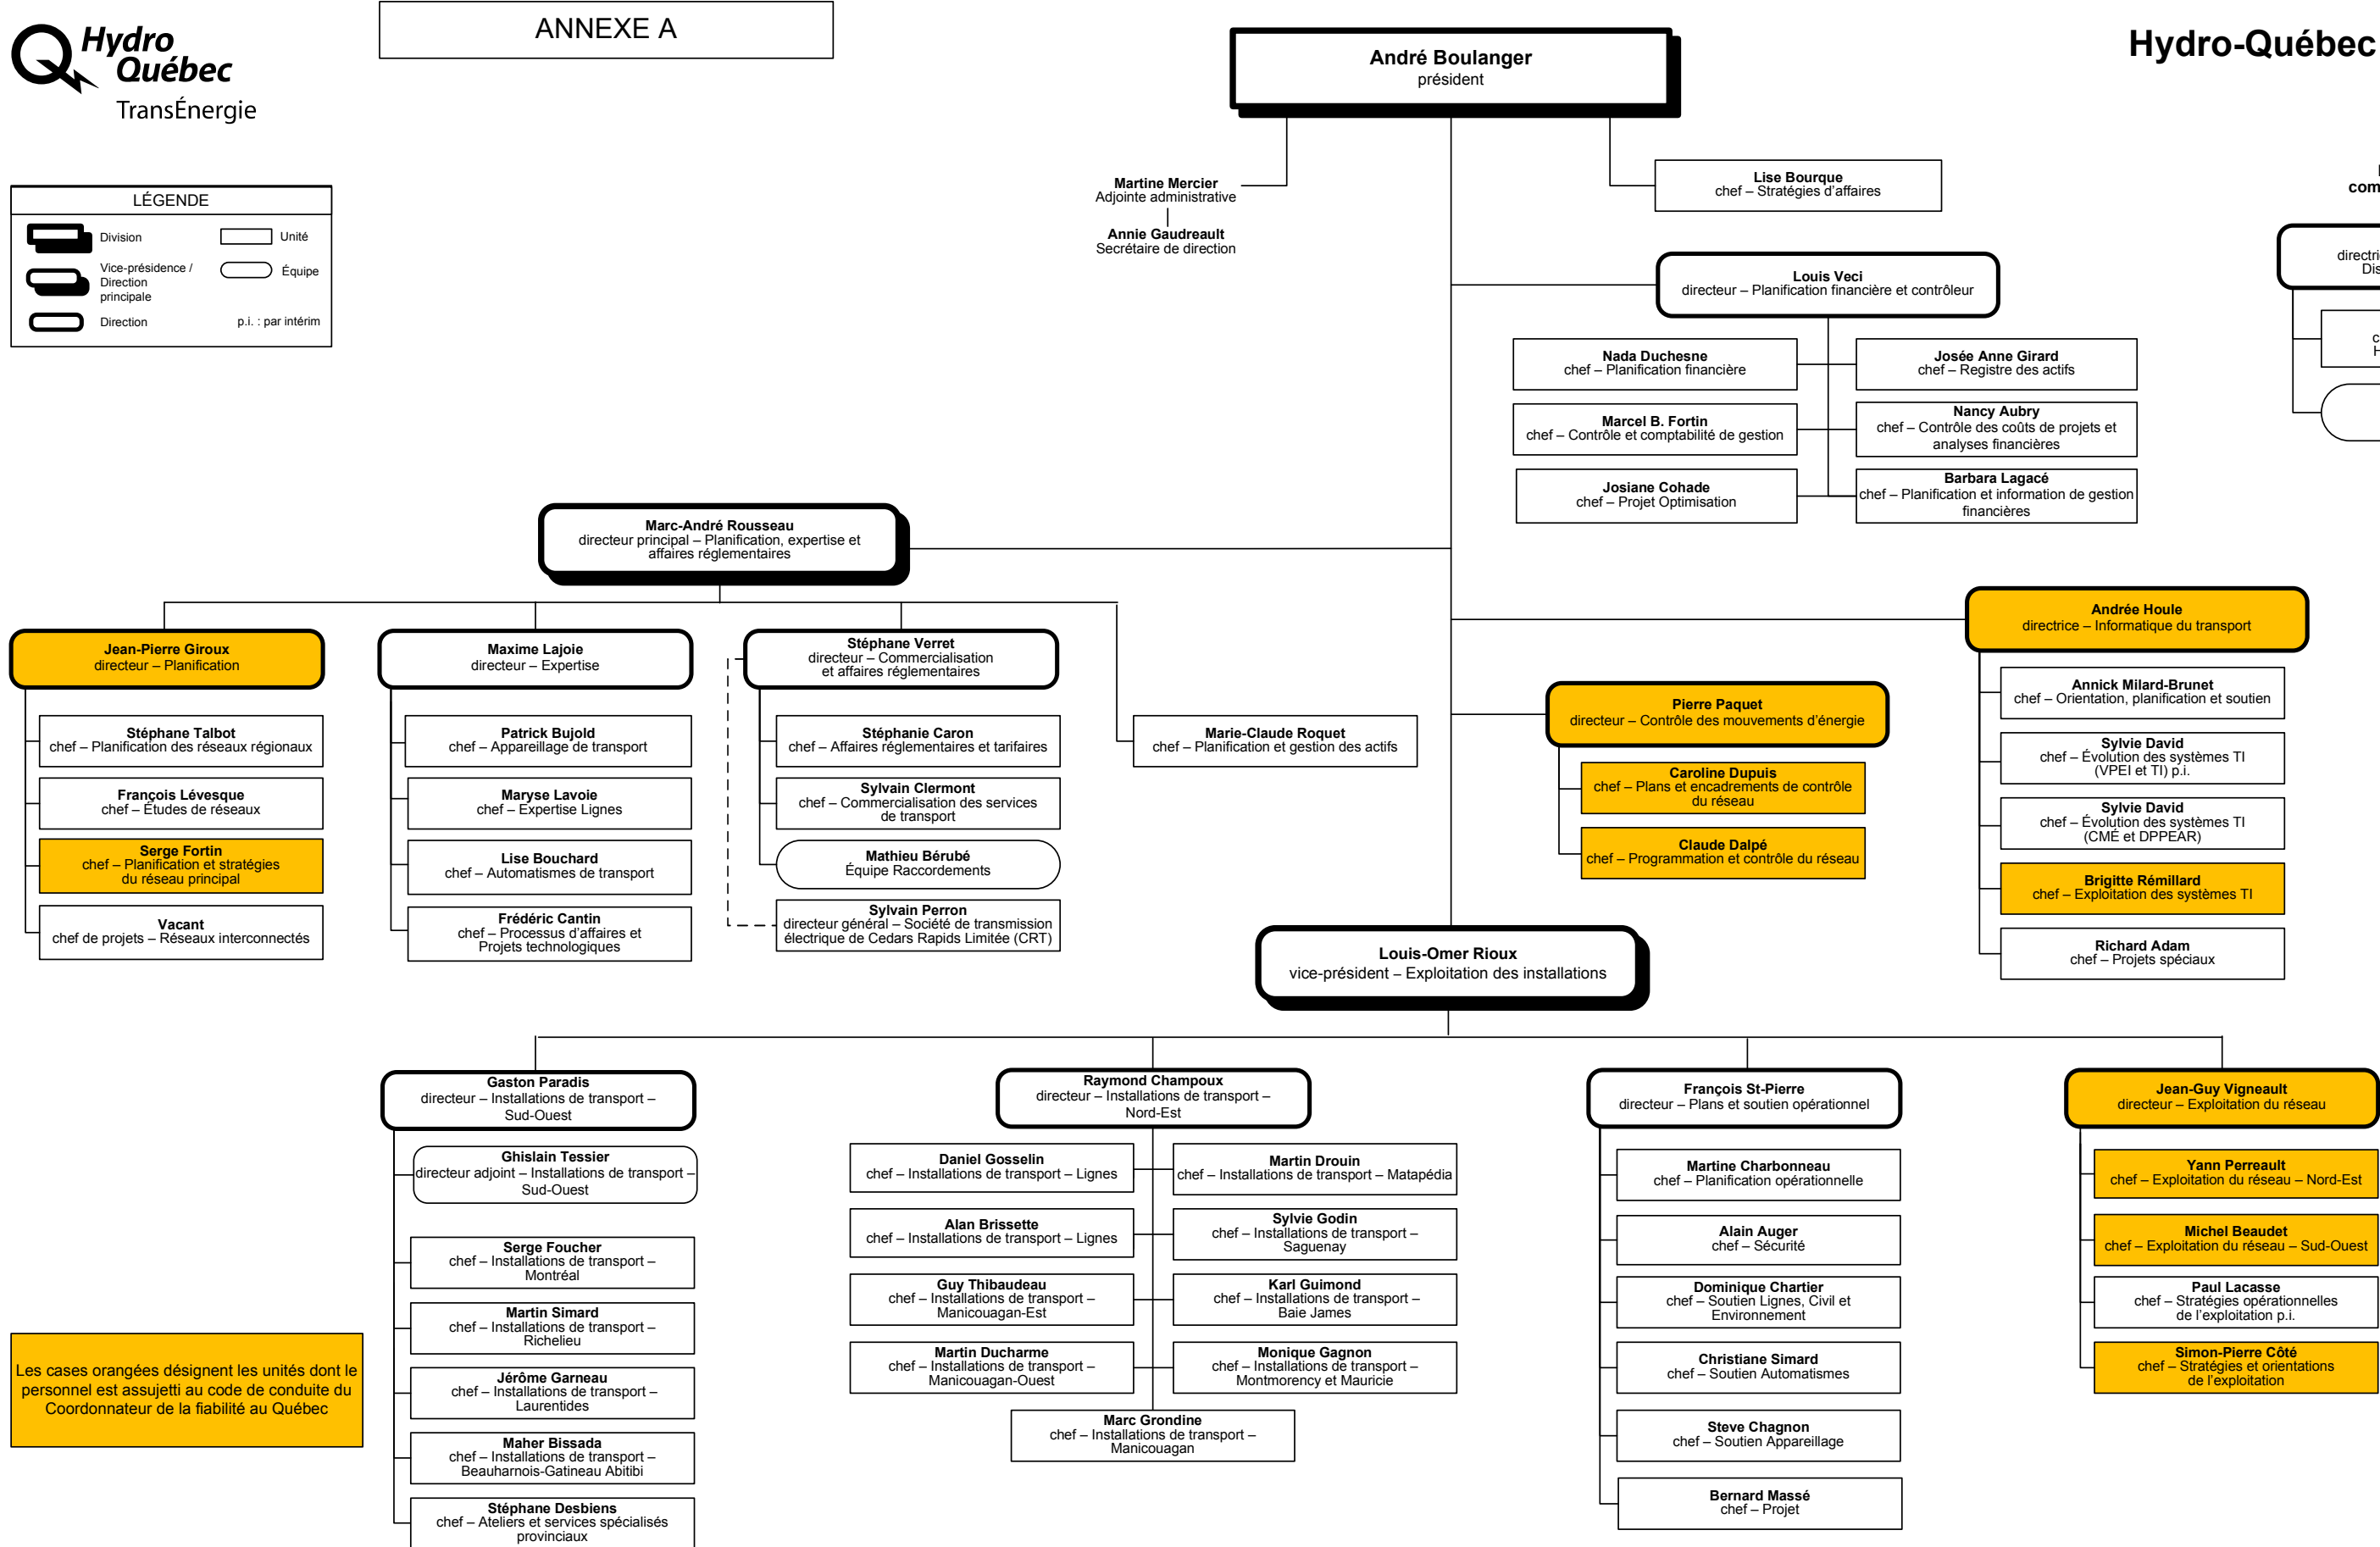 Hydro
Québec
TransÉnergie
ANNEXE A
André Boulanger
président
Hydro-Québec
LÉGENDE
Division
Unité
Vice-présidence /
Direction
principale
Équipe
Direction
p.i. : par intérim
Martine Mercier
Adjointe administrative
Annie Gaudreault
Secrétaire de direction
Lise Bourque
chef – Stratégies d'affaires
Louis Veci
directeur – Planification financière et contrôleur
Nada Duchesne
chef – Planification financière
Josée Anne Girard
chef – Registre des actifs
Marcel B. Fortin
chef – Contrôle et comptabilité de gestion
Nancy Aubry
chef – Contrôle des coûts de projets et
analyses financières
Josiane Cohade
chef – Projet Optimisation
Barbara Lagacé
chef – Planification et information de gestion
financières
Marc-André Rousseau
directeur principal – Planification, expertise et
affaires réglementaires
Jean-Pierre Giroux
directeur – Planification
Stéphane Talbot
chef – Planification des réseaux régionaux
François Lévesque
chef – Études de réseaux
Serge Fortin
chef – Planification et stratégies
du réseau principal
Vacant
chef de projets – Réseaux interconnectés
Maxime Lajoie
directeur – Expertise
Patrick Bujold
chef – Appareillage de transport
Maryse Lavoie
chef – Expertise Lignes
Lise Bouchard
chef – Automatismes de transport
Frédéric Cantin
chef – Processus d'affaires et
Projets technologiques
Stéphane Verret
directeur – Commercialisation
et affaires réglementaires
Stéphanie Caron
chef – Affaires réglementaires et tarifaires
Sylvain Clermont
chef – Commercialisation des services
de transport
Mathieu Bérubé
Équipe Raccordements
Sylvain Perron
directeur général – Société de transmission
électrique de Cedars Rapids Limitée (CRT)
Marie-Claude Roquet
chef – Planification et gestion des actifs
Pierre Paquet
directeur – Contrôle des mouvements d'énergie
Caroline Dupuis
chef – Plans et encadrements de contrôle
du réseau
Claude Dalpé
chef – Programmation et contrôle du réseau
Andrée Houle
directrice – Informatique du transport
Annick Milard-Brunet
chef – Orientation, planification et soutien
Sylvie David
chef – Évolution des systèmes TI
(VPEI et TI) p.i.
Sylvie David
chef – Évolution des systèmes TI
(CMÉ et DPPEAR)
Brigitte Rémillard
chef – Exploitation des systèmes TI
Richard Adam
chef – Projets spéciaux
Louis-Omer Rioux
vice-président – Exploitation des installations
Gaston Paradis
directeur – Installations de transport –
Sud-Ouest
Ghislain Tessier
directeur adjoint – Installations de transport –
Sud-Ouest
Serge Foucher
chef – Installations de transport –
Montréal
Martin Simard
chef – Installations de transport –
Richelieu
Jérôme Garneau
chef – Installations de transport –
Laurentides
Maher Bissada
chef – Installations de transport –
Beauharnois-Gatineau Abitibi
Stéphane Desbiens
chef – Ateliers et services spécialisés
provinciaux
Raymond Champoux
directeur – Installations de transport –
Nord-Est
Daniel Gosselin
chef – Installations de transport – Lignes
Martin Drouin
chef – Installations de transport – Matapédia
Alan Brissette
chef – Installations de transport – Lignes
Sylvie Godin
chef – Installations de transport –
Saguenay
Guy Thibaudeau
chef – Installations de transport –
Manicouagan-Est
Karl Guimond
chef – Installations de transport –
Baie James
Martin Ducharme
chef – Installations de transport –
Manicouagan-Ouest
Monique Gagnon
chef – Installations de transport –
Montmorency et Mauricie
Marc Grondine
chef – Installations de transport –
Manicouagan
François St-Pierre
directeur – Plans et soutien opérationnel
Martine Charbonneau
chef – Planification opérationnelle
Alain Auger
chef – Sécurité
Dominique Chartier
chef – Soutien Lignes, Civil et
Environnement
Christiane Simard
chef – Soutien Automatismes
Steve Chagnon
chef – Soutien Appareillage
Bernard Massé
chef – Projet
Jean-Guy Vigneault
directeur – Exploitation du réseau
Yann Perreault
chef – Exploitation du réseau – Nord-Est
Michel Beaudet
chef – Exploitation du réseau – Sud-Ouest
Paul Lacasse
chef – Stratégies opérationnelles
de l'exploitation p.i.
Simon-Pierre Côté
chef – Stratégies et orientations
de l'exploitation
Les cases orangées désignent les unités dont le
personnel est assujetti au code de conduite du
Coordonnateur de la fiabilité au Québec